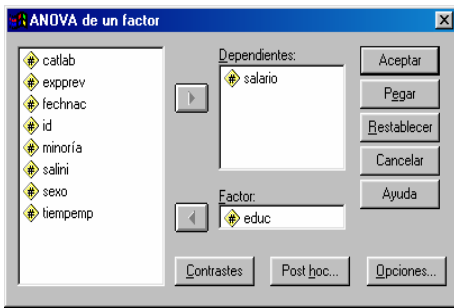 ANOVA de un factor
catlab
expprev
fechnac
id
minoría
salini
sexo
tiempemp
Dependientes:
salario
Factor:
educ
Aceptar
Pegar
Restablecer
Cancelar
Ayuda
Contrastes
Post hoc...
Opciones...